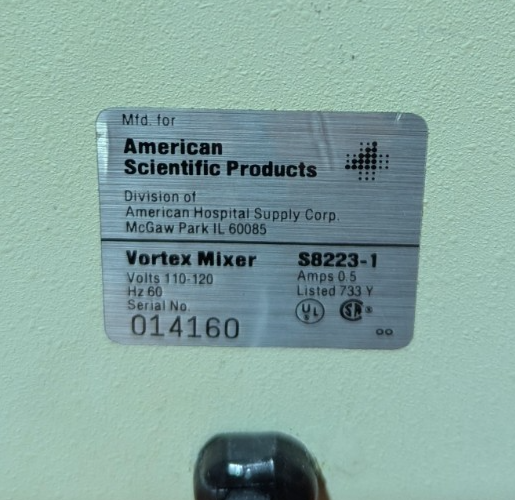 Mfd. for
American
Scientific Products
Division of
American Hospital Supply Corp.
McGaw Park IL 60085
Vortex Mixer S8223-1
Volts 110-120 Amps 0.5
Hz 60 Listed 733 Y
Serial No.
014160
UL
SA